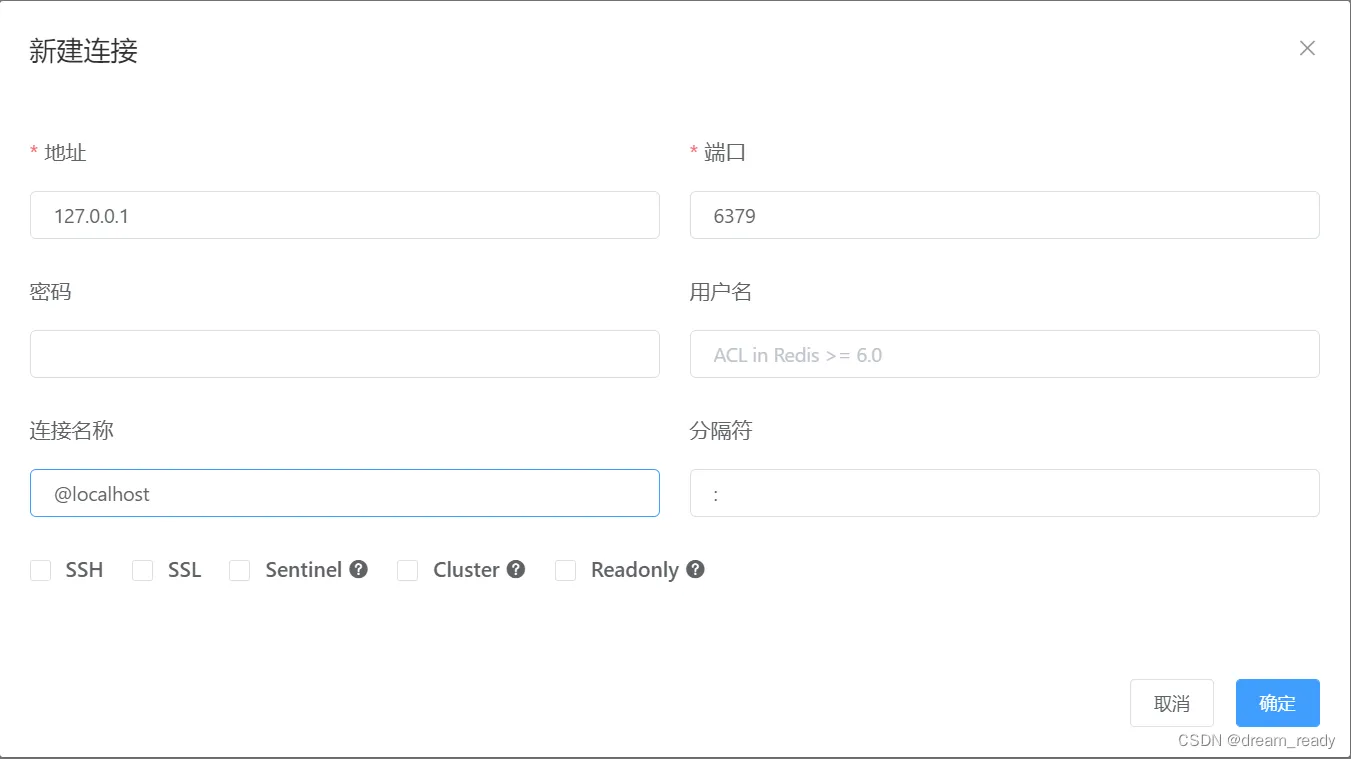 新建连接
* 地址
* 端口
127.0.0.1
6379
密码
用户名
ACL in Redis >= 6.0
连接名称
分隔符
@localhost
:
SSH SSL Sentinel ? Cluster ? Readonly ?
取消
确定
CSDN @dream_ready